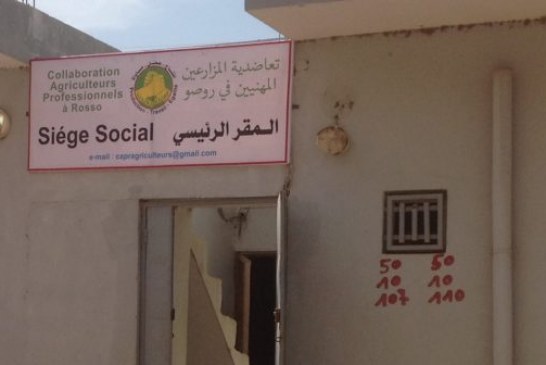 Collaboration
Agriculteurs
Professionnels
à Rosso
تعاضدية المزارعين
المهنيين في روصو
Siége Social المقر الرئيسي
e-mail : capragriculteurs@gmail.com
50 50
10 10
107 110